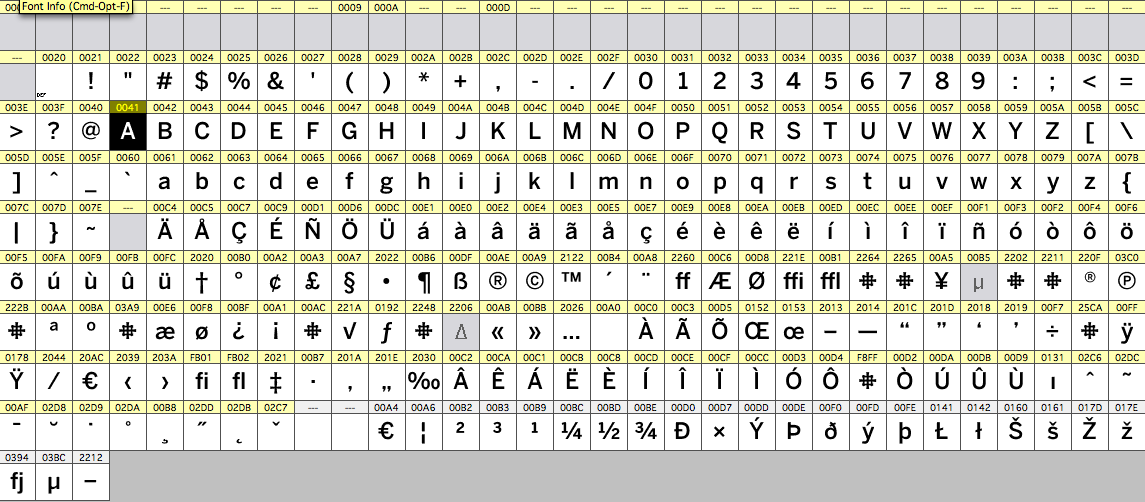 Font Info (Cmd-Opt-F) --- --- --- --- --- 0009 000A --- --- 000D --- --- --- --- --- --- --- --- --- --- --- --- --- --- --- --- ---
--- 0020 0021 0022 0023 0024 0025 0026 0027 0028 0029 002A 002B 002C 002D 002E 002F 0030 0031 0032 0033 0034 0035 0036 0037 0038 0039 003A 003B 003C 003D
! " # $ % & ' ( ) * + , - . / 0 1 2 3 4 5 6 7 8 9 : ; < =
003E 003F 0040 0041 0042 0043 0044 0045 0046 0047 0048 0049 004A 004B 004C 004D 004E 004F 0050 0051 0052 0053 0054 0055 0056 0057 0058 0059 005A 005B 005C
> ? @ A B C D E F G H I J K L M N O P Q R S T U V W X Y Z [ \
005D 005E 005F 0060 0061 0062 0063 0064 0065 0066 0067 0068 0069 006A 006B 006C 006D 006E 006F 0070 0071 0072 0073 0074 0075 0076 0077 0078 0079 007A 007B
] ^ _ ` a b c d e f g h i j k l m n o p q r s t u v w x y z {
007C 007D 007E --- 00C4 00C5 00C7 00C9 00D1 00D6 00DC 00E1 00E0 00E2 00E4 00E3 00E5 00E7 00E9 00E8 00EA 00EB 00ED 00EC 00EE 00EF 00F1 00F3 00F2 00F4 00F6
| } ~ Ä Å Ç É Ñ Ö Ü á à â ä ã å ç é è ê ë í ì î ï ñ ó ò ô ö
00F5 00FA 00F9 00FB 00FC 2020 00B0 00A2 00A3 00A7 2022 00B6 00DF 00AE 00A9 2122 00B4 00A8 2260 00C6 00D8 221E 00B1 2264 2265 00A5 00B5 2202 2211 220F 03C0
õ ú ù û ü † ° ¢ £ § • ¶ ß ® © ™ ´ ¨ ff Æ Ø ffi ffl ¥ µ ® ℗
222B 00AA 00BA 03A9 00E6 00F8 00BF 00A1 00AC 221A 0192 2248 2206 00AB 00BB 2026 00A0 00C0 00C3 00D5 0152 0153 2013 2014 201C 201D 2018 2019 00F7 25CA 00FF
ª º æ ø ¿ ¡ √ ƒ ∆ « » … À Ã Õ Œ œ – — “ ” ‘ ’ ÷ ÿ
0178 2044 20AC 2039 203A FB01 FB02 2021 00B7 201A 201E 2030 00C2 00CA 00C1 00CB 00C8 00CD 00CE 00CF 00CC 00D3 00D4 F8FF 00D2 00DA 00DB 00D9 0131 02C6 02DC
Ÿ ⁄ € ‹ › fi fl ‡ · ‚ „ ‰ Â Ê Á Ë È Í Î Ï Ì Ó Ô Ò Ú Û Ù ı ˆ ˜
00AF 02D8 02D9 02DA 00B8 02DD 02DB 02C7 --- --- 00A4 00A6 00B2 00B3 00B9 00BC 00BD 00BE 00D0 00D7 00DD 00DE 00F0 00FD 00FE 0141 0142 0160 0161 017D 017E
¯ ˘ ˙ ˚ ¸ ˝ ˛ ˇ € ¦ ² ³ ¹ ¼ ½ ¾ Ð × Ý Þ ð ý þ Ł ł Š š Ž ž
0394 03BC 2212
fj μ −